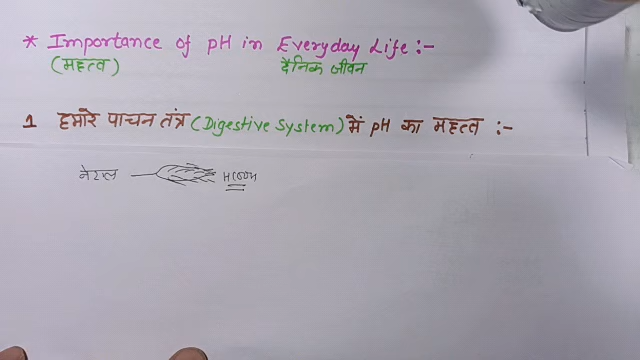 * Importance of pH in Everyday Life :-
(महत्व) दैनिक जीवन
1 हमारे पाचन तंत्र (Digestive System) में pH का महत्व :-
नेटल HCOOH